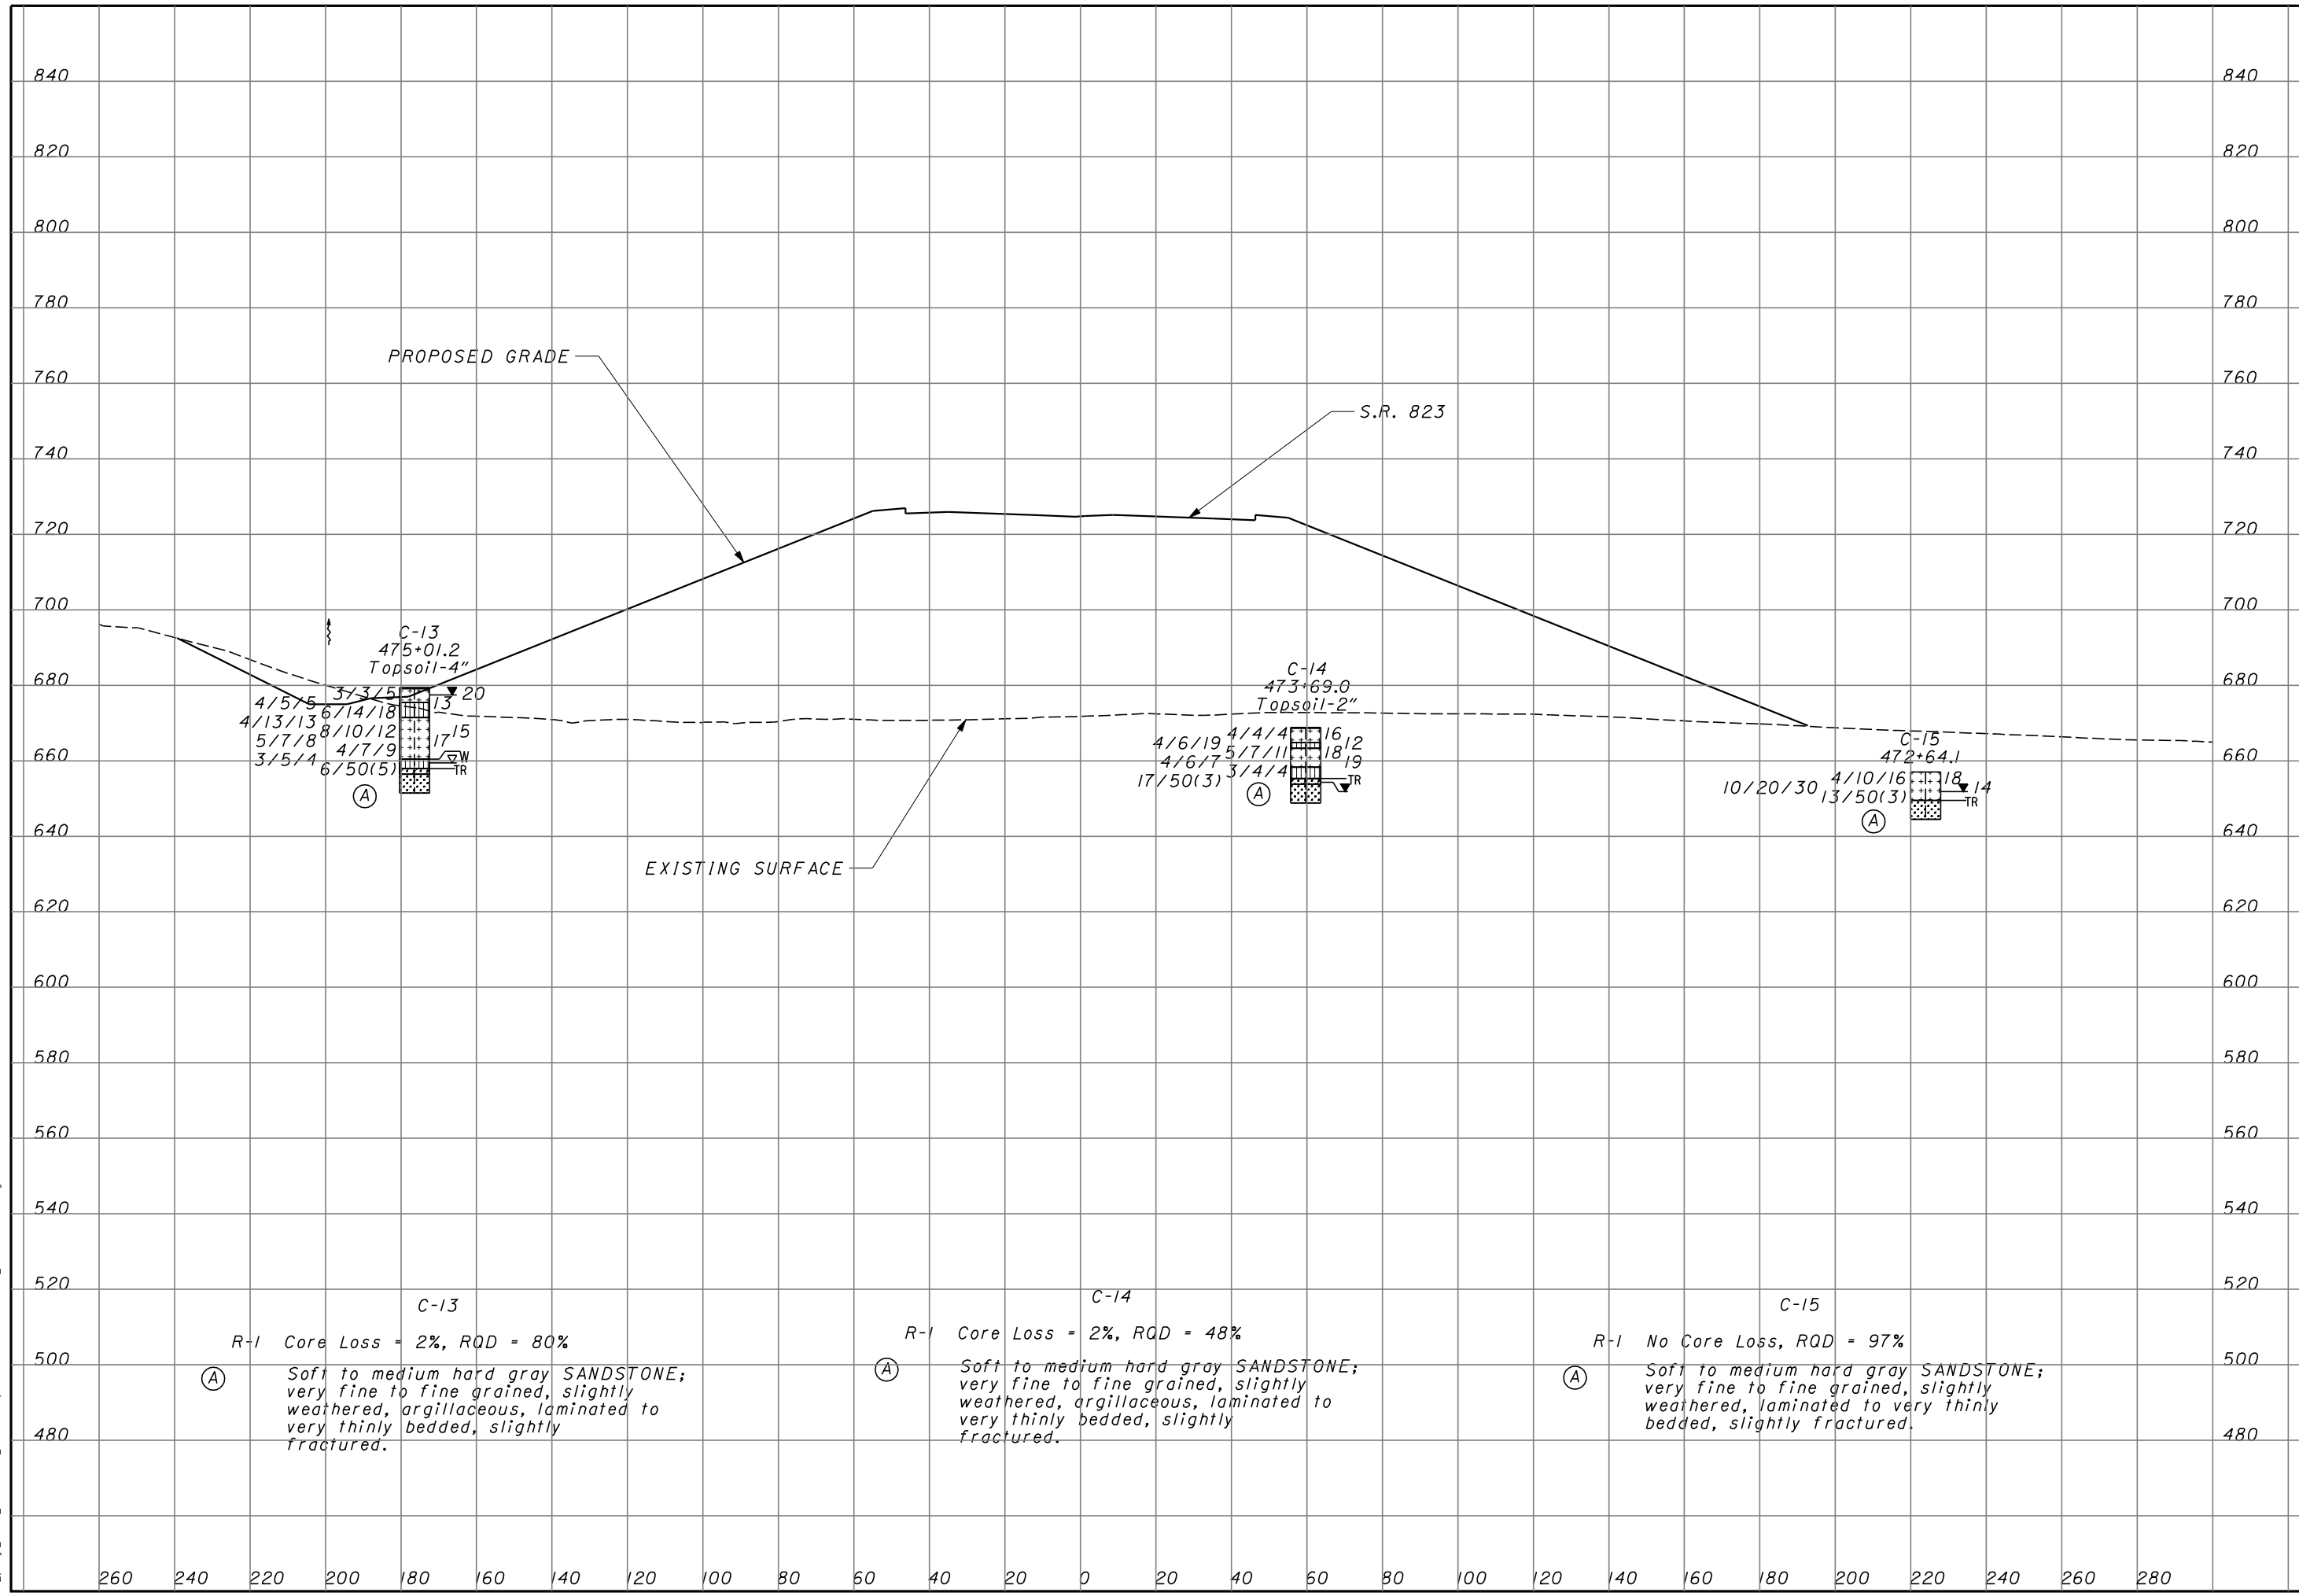 840 840
820 820
800 800
780 780
PROPOSED GRADE
760 760
S.R. 823
740 740
720 720
700 700
C-13
475+01.2
Topsoil-4"
C-14
473+69.0
Topsoil-2"
680 680
3/3/5 20
4/5/5 13
6/14/18
4/13/13 15
8/10/12
5/7/8 17
4/7/9 W
3/5/4 TR
6/50(5)
A
4/4/4 16
4/6/19 12
5/7/11 18
4/6/7 19
3/4/4 TR
17/50(3)
A
C-15
472+64.1
660 660
4/10/16 18
10/20/30 14
13/50(3) TR
A
640 640
EXISTING SURFACE
620 620
600 600
580 580
560 560
540 540
520 520
C-13
R-1 Core Loss = 2%, RQD = 80%
A Soft to medium hard gray SANDSTONE;
very fine to fine grained, slightly
weathered, argillaceous, laminated to
very thinly bedded, slightly
fractured.
C-14
R-1 Core Loss = 2%, RQD = 48%
A Soft to medium hard gray SANDSTONE;
very fine to fine grained, slightly
weathered, argillaceous, laminated to
very thinly bedded, slightly
fractured.
C-15
R-1 No Core Loss, RQD = 97%
A Soft to medium hard gray SANDSTONE;
very fine to fine grained, slightly
weathered, laminated to very thinly
bedded, slightly fractured.
500 500
480 480
260 240 220 200 180 160 140 120 100 80 60 40 20 0 20 40 60 80 100 120 140 160 180 200 220 240 260 280